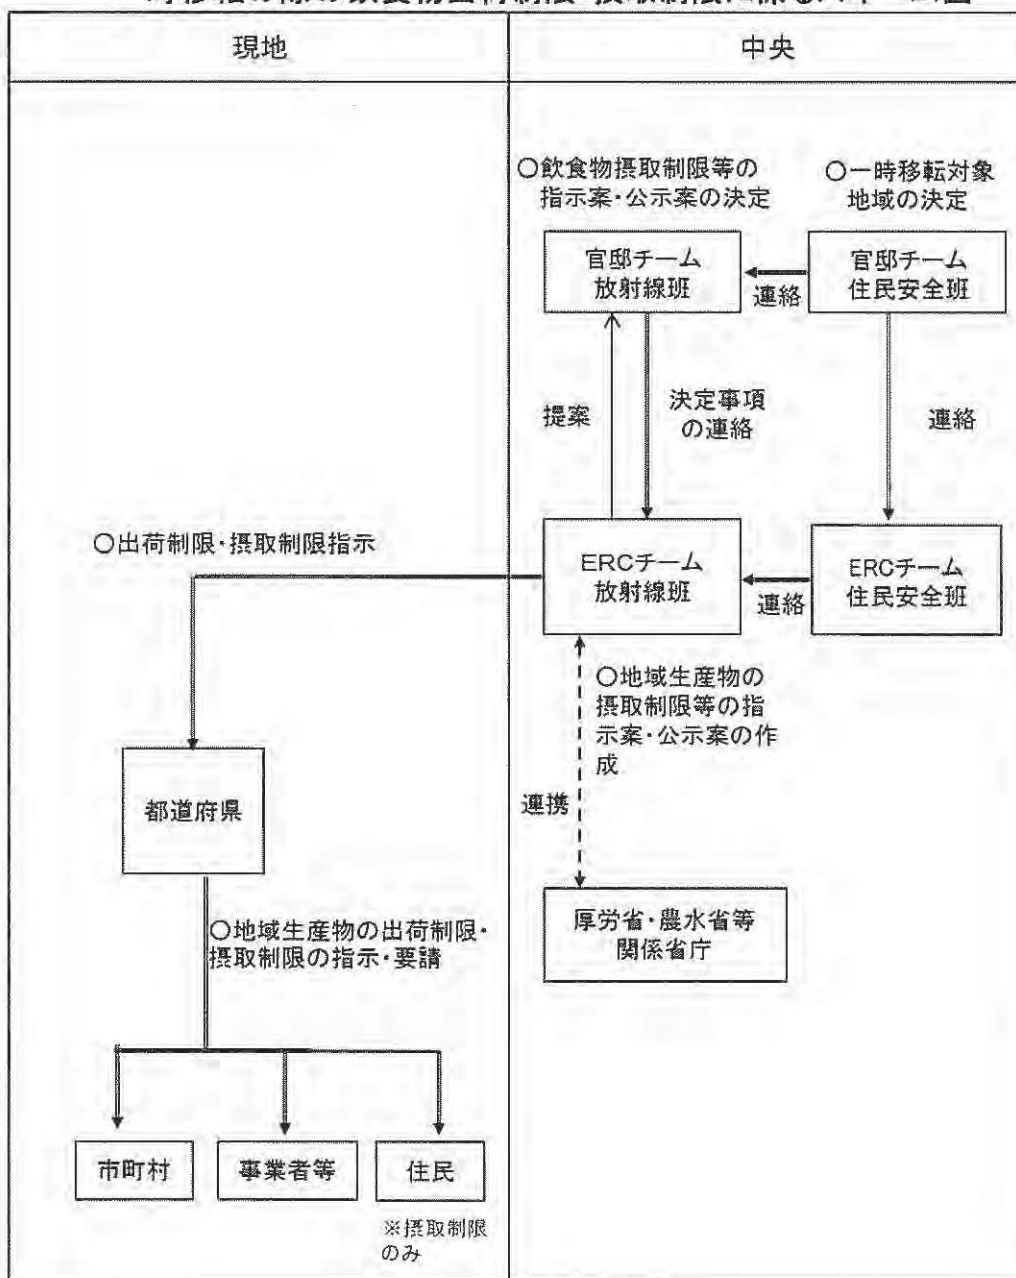 現地
中央
〇飲食物摂取制限等の
指示案・公示案の決定
〇一時移転対象
地域の決定
官邸チーム
放射線班
連絡
官邸チーム
住民安全班
提案
決定事項
の連絡
連絡
〇出荷制限・摂取制限指示
ERCチーム
放射線班
連絡
ERCチーム
住民安全班
〇地域生産物の
摂取制限等の指
示案・公示案の作
成
連携
都道府県
厚労省・農水省等
関係省庁
〇地域生産物の出荷制限・
摂取制限の指示・要請
市町村
事業者等
住民
※摂取制限
のみ